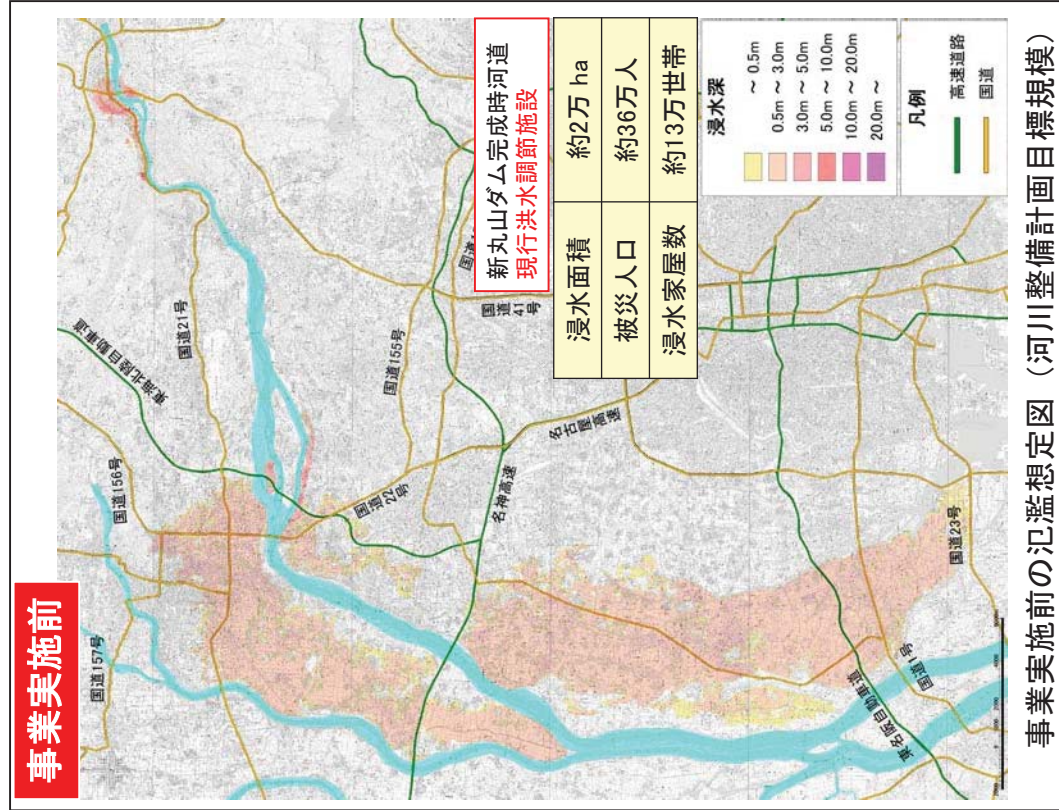 事業実施前
国道157号
国道156号
東海北陸自動車道
国道21号
国道22号
国道155号
国道41号
名神高速
名古屋高速
東名阪自動車道
国道1号
国道23号
新丸山ダム完成時河道
現行洪水調節施設
浸水面積 約2万 ha
被災人口 約36万人
浸水家屋数 約13万世帯
浸水深
～ 0.5m
0.5m ～ 3.0m
3.0m ～ 5.0m
5.0m ～ 10.0m
10.0m ～ 20.0m
20.0m ～
凡例
高速道路
国道
事業実施前の氾濫想定図 （河川整備計画目標規模）